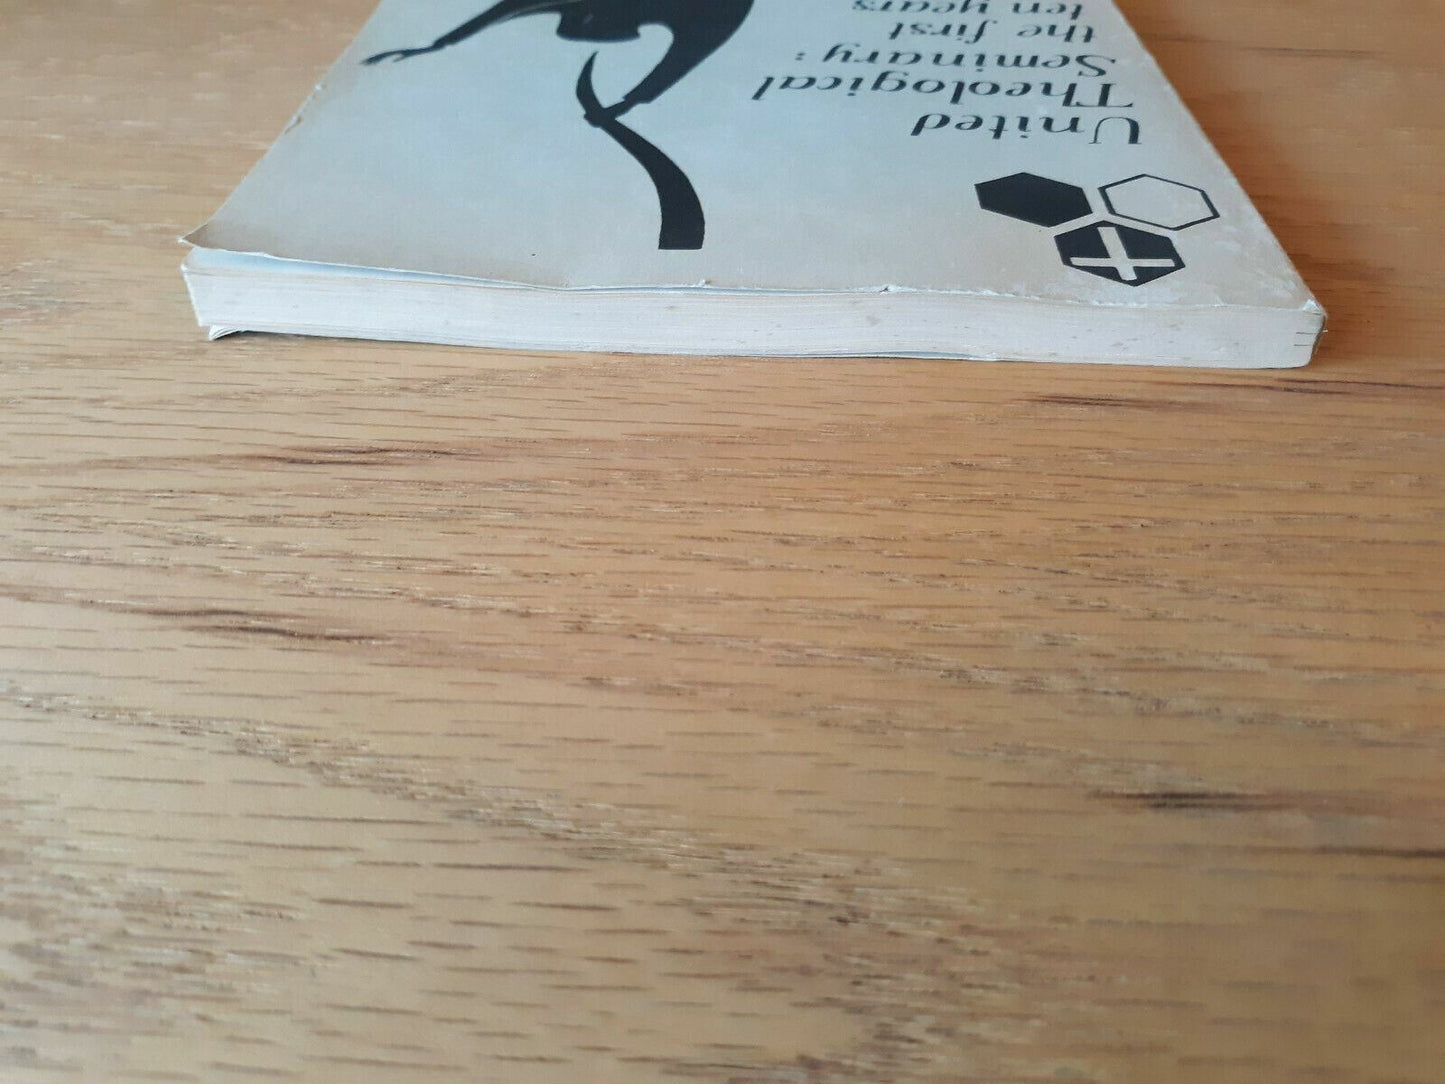 United
Theological
Seminary:
the first
ten years